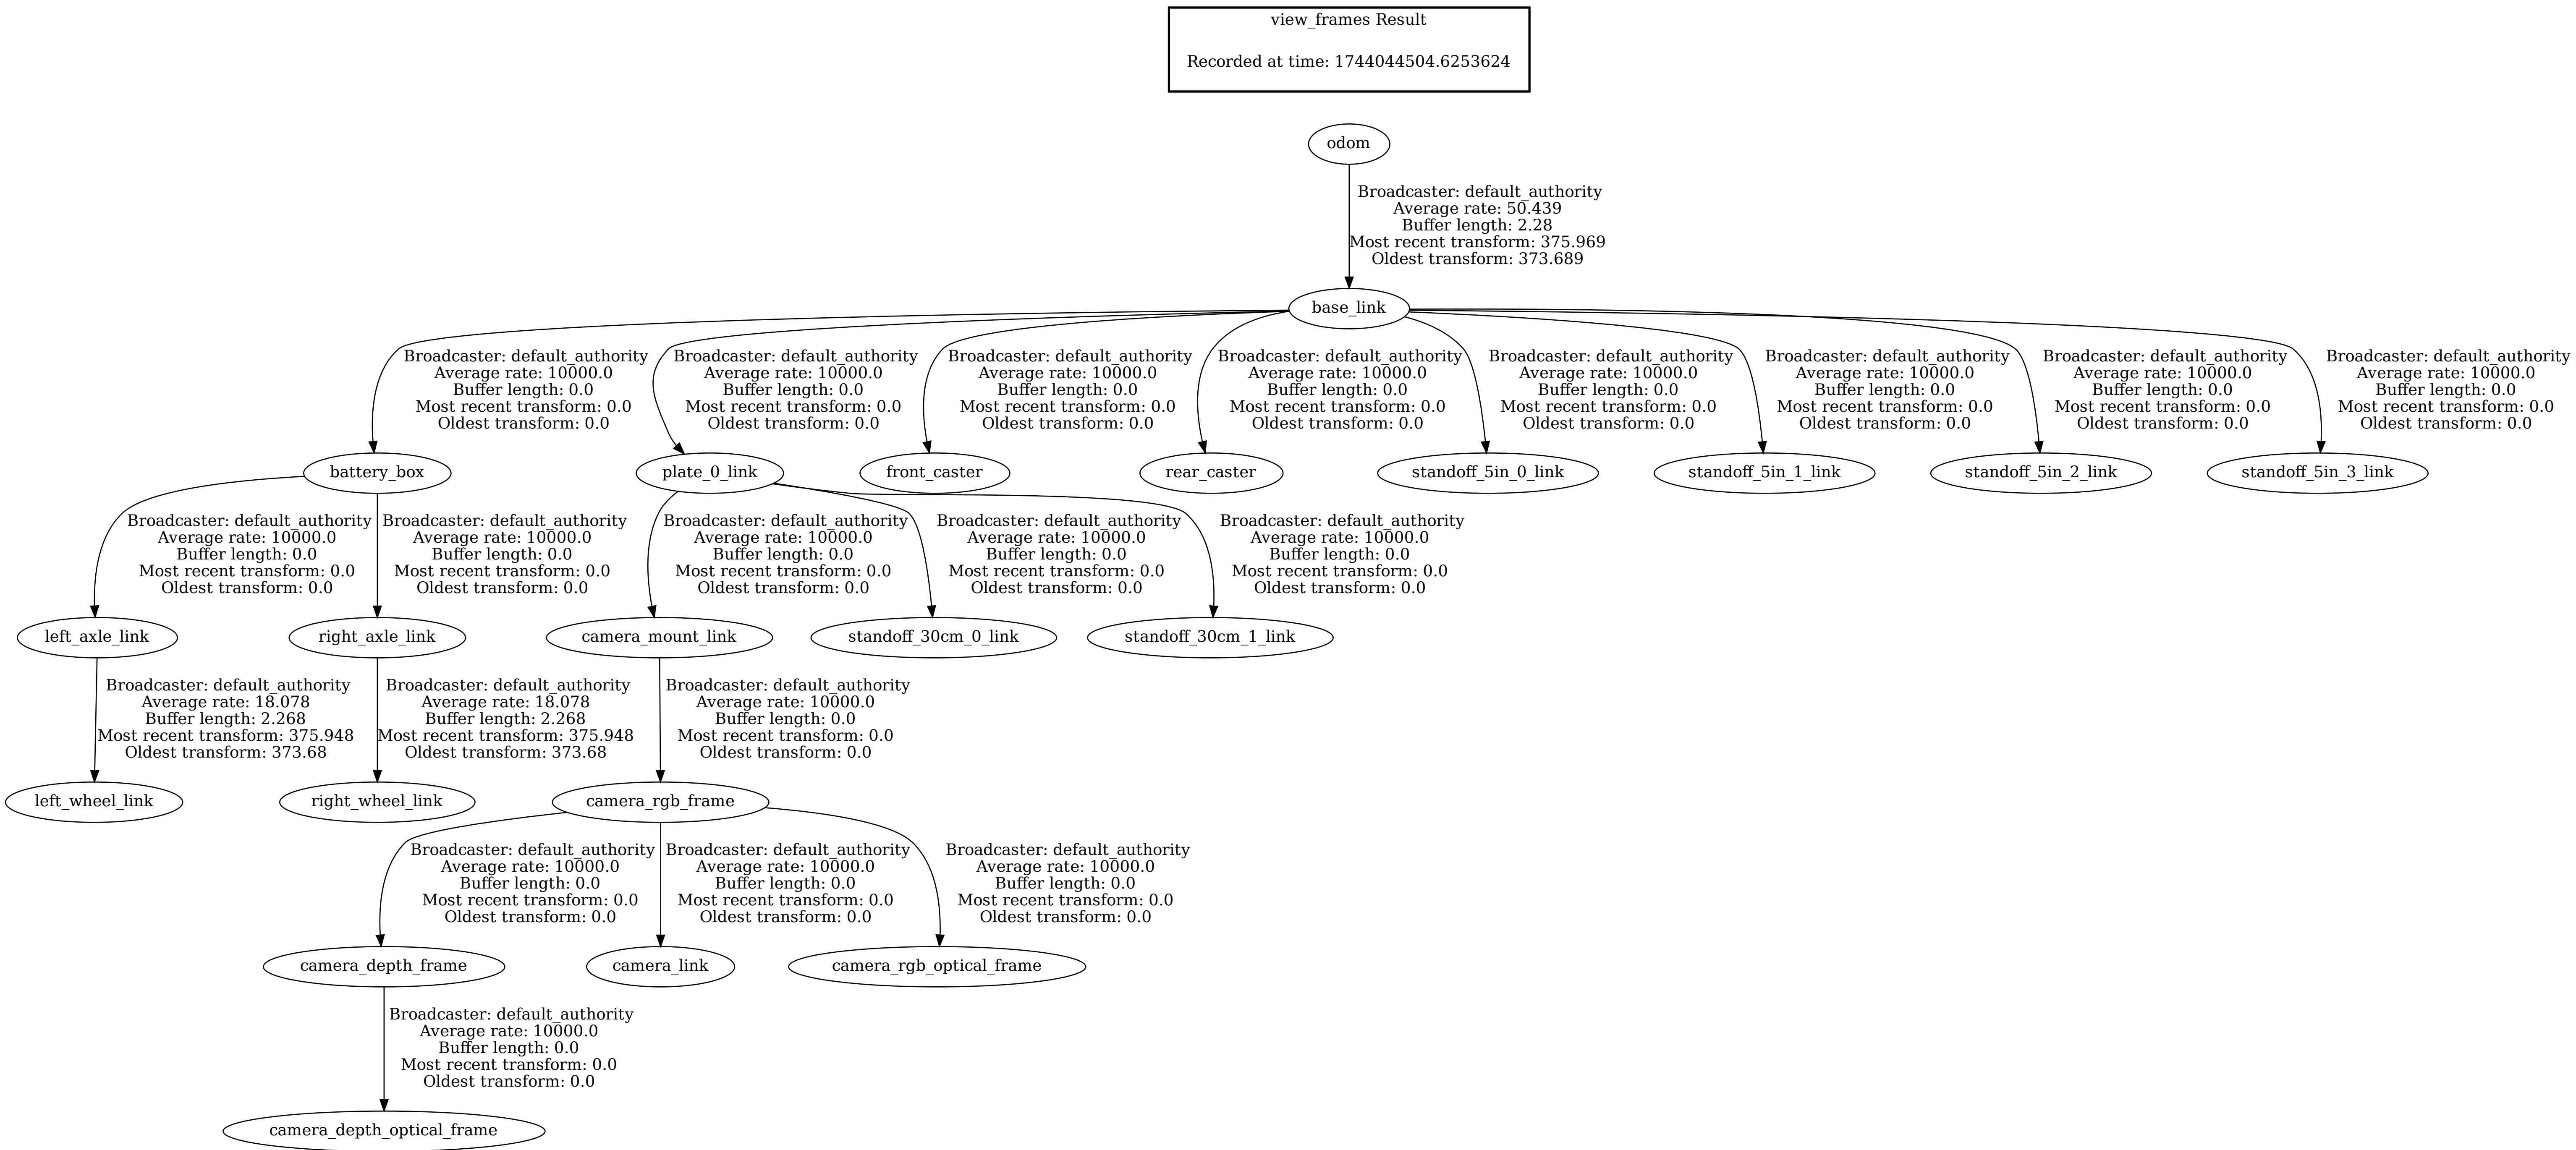 view_frames Result
Recorded at time: 1744044504.6253624
odom
Broadcaster: default_authority
Average rate: 50.439
Buffer length: 2.28
Most recent transform: 375.969
Oldest transform: 373.689
base_link
Broadcaster: default_authority
Average rate: 10000.0
Buffer length: 0.0
Most recent transform: 0.0
Oldest transform: 0.0
Broadcaster: default_authority
Average rate: 10000.0
Buffer length: 0.0
Most recent transform: 0.0
Oldest transform: 0.0
Broadcaster: default_authority
Average rate: 10000.0
Buffer length: 0.0
Most recent transform: 0.0
Oldest transform: 0.0
Broadcaster: default_authority
Average rate: 10000.0
Buffer length: 0.0
Most recent transform: 0.0
Oldest transform: 0.0
Broadcaster: default_authority
Average rate: 10000.0
Buffer length: 0.0
Most recent transform: 0.0
Oldest transform: 0.0
Broadcaster: default_authority
Average rate: 10000.0
Buffer length: 0.0
Most recent transform: 0.0
Oldest transform: 0.0
Broadcaster: default_authority
Average rate: 10000.0
Buffer length: 0.0
Most recent transform: 0.0
Oldest transform: 0.0
Broadcaster: default_authority
Average rate: 10000.0
Buffer length: 0.0
Most recent transform: 0.0
Oldest transform: 0.0
battery_box
plate_0_link
front_caster
rear_caster
standoff_5in_0_link
standoff_5in_1_link
standoff_5in_2_link
standoff_5in_3_link
Broadcaster: default_authority
Average rate: 10000.0
Buffer length: 0.0
Most recent transform: 0.0
Oldest transform: 0.0
Broadcaster: default_authority
Average rate: 10000.0
Buffer length: 0.0
Most recent transform: 0.0
Oldest transform: 0.0
Broadcaster: default_authority
Average rate: 10000.0
Buffer length: 0.0
Most recent transform: 0.0
Oldest transform: 0.0
Broadcaster: default_authority
Average rate: 10000.0
Buffer length: 0.0
Most recent transform: 0.0
Oldest transform: 0.0
Broadcaster: default_authority
Average rate: 10000.0
Buffer length: 0.0
Most recent transform: 0.0
Oldest transform: 0.0
left_axle_link
right_axle_link
camera_mount_link
standoff_30cm_0_link
standoff_30cm_1_link
Broadcaster: default_authority
Average rate: 18.078
Buffer length: 2.268
Most recent transform: 375.948
Oldest transform: 373.68
Broadcaster: default_authority
Average rate: 18.078
Buffer length: 2.268
Most recent transform: 375.948
Oldest transform: 373.68
Broadcaster: default_authority
Average rate: 10000.0
Buffer length: 0.0
Most recent transform: 0.0
Oldest transform: 0.0
left_wheel_link
right_wheel_link
camera_rgb_frame
Broadcaster: default_authority
Average rate: 10000.0
Buffer length: 0.0
Most recent transform: 0.0
Oldest transform: 0.0
Broadcaster: default_authority
Average rate: 10000.0
Buffer length: 0.0
Most recent transform: 0.0
Oldest transform: 0.0
Broadcaster: default_authority
Average rate: 10000.0
Buffer length: 0.0
Most recent transform: 0.0
Oldest transform: 0.0
camera_depth_frame
camera_link
camera_rgb_optical_frame
Broadcaster: default_authority
Average rate: 10000.0
Buffer length: 0.0
Most recent transform: 0.0
Oldest transform: 0.0
camera_depth_optical_frame